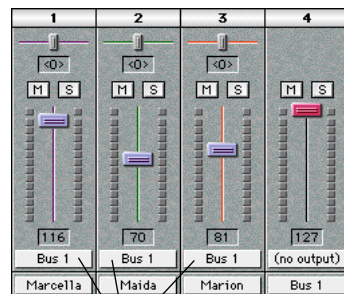 1 2 3 4
<0> <0> <0>
M S M S M S M S
116 70 81 127
Bus 1 Bus 1 Bus 1 (no output)
Marcella Maida Marion Bus 1